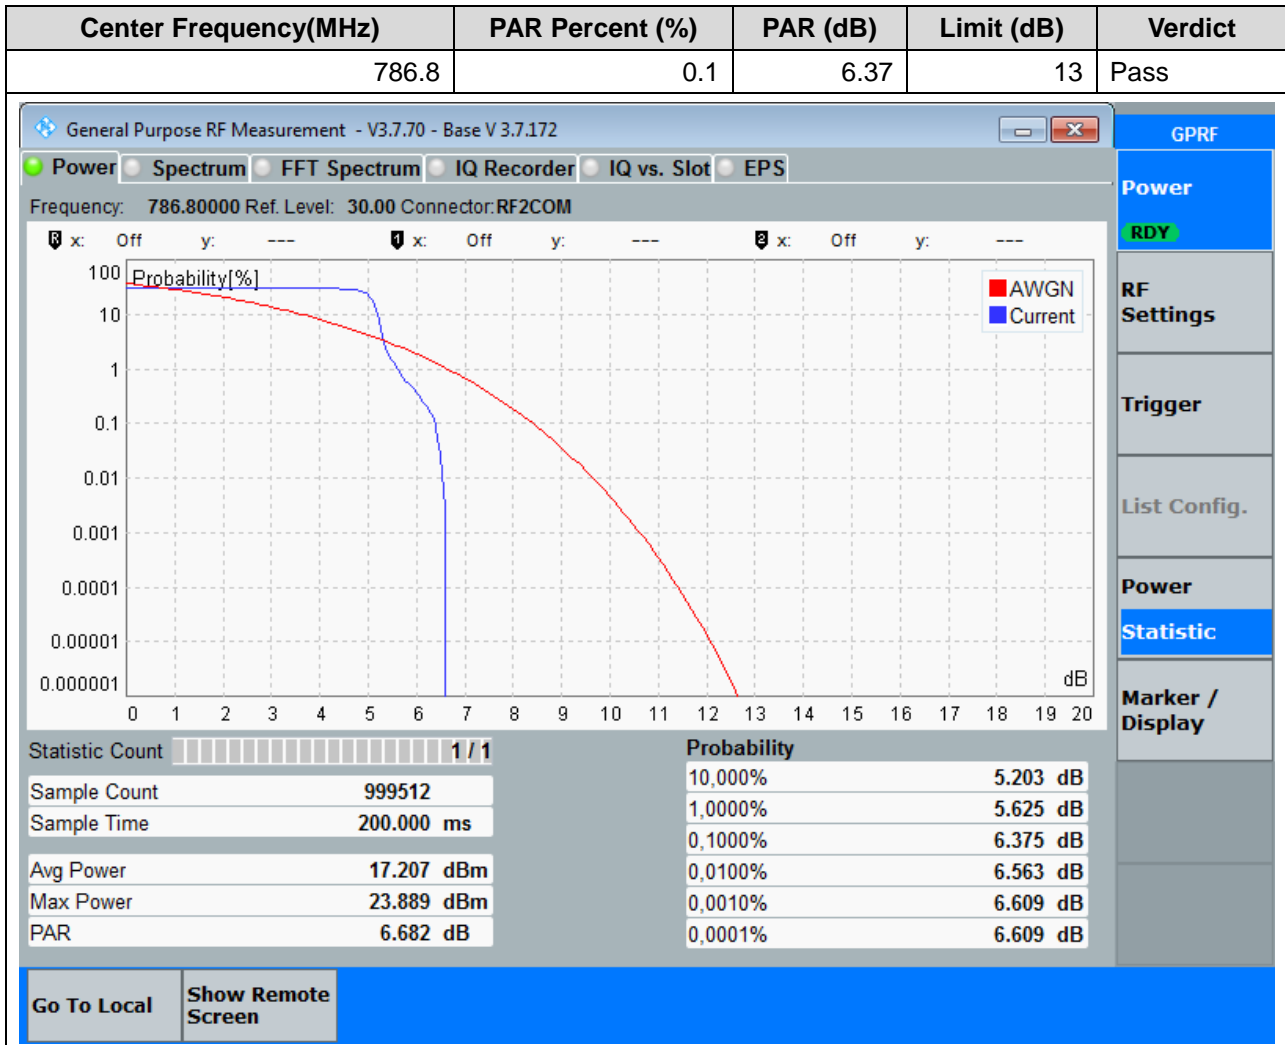 Center Frequency(MHz) PAR Percent (%) PAR (dB) Limit (dB) Verdict
786.8 0.1 6.37 13 Pass
General Purpose RF Measurement - V3.7.70 - Base V 3.7.172
GPRF
Power Spectrum FFT Spectrum IQ Recorder IQ vs. Slot EPS
Power
RDY
Frequency: 786.80000 Ref. Level: 30.00 Connector:RF2COM
R x: Off y: --- 1 x: Off y: --- 2 x: Off y: ---
Probability[%]
AWGN
Current
100
10
1
0.1
0.01
0.001
0.0001
0.00001
0.000001
dB
0 1 2 3 4 5 6 7 8 9 10 11 12 13 14 15 16 17 18 19 20
RF
Settings
Trigger
List Config.
Power
Statistic
Marker /
Display
Statistic Count 1 / 1
Sample Count 999512
Sample Time 200.000 ms
Avg Power 17.207 dBm
Max Power 23.889 dBm
PAR 6.682 dB
Probability
10,000% 5.203 dB
1,0000% 5.625 dB
0,1000% 6.375 dB
0,0100% 6.563 dB
0,0010% 6.609 dB
0,0001% 6.609 dB
Go To Local
Show Remote
Screen